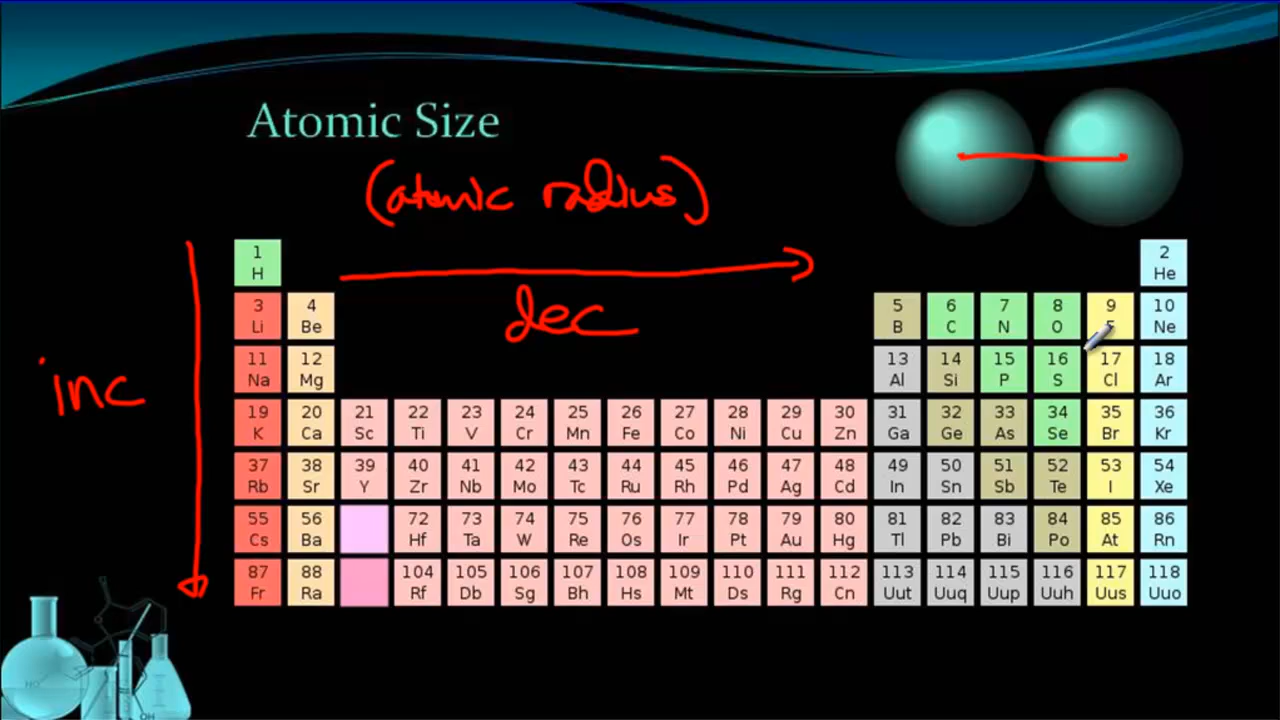 Atomic Size
(atomic radius)
dec
inc
1 2
H He
3 4 5 6 7 8 9 10
Li Be B C N O F Ne
11 12 13 14 15 16 17 18
Na Mg Al Si P S Cl Ar
19 20 21 22 23 24 25 26 27 28 29 30 31 32 33 34 35 36
K Ca Sc Ti V Cr Mn Fe Co Ni Cu Zn Ga Ge As Se Br Kr
37 38 39 40 41 42 43 44 45 46 47 48 49 50 51 52 53 54
Rb Sr Y Zr Nb Mo Tc Ru Rh Pd Ag Cd In Sn Sb Te I Xe
55 56 72 73 74 75 76 77 78 79 80 81 82 83 84 85 86
Cs Ba Hf Ta W Re Os Ir Pt Au Hg Tl Pb Bi Po At Rn
87 88 104 105 106 107 108 109 110 111 112 113 114 115 116 117 118
Fr Ra Rf Db Sg Bh Hs Mt Ds Rg Cn Uut Uuq Uup Uuh Uus Uuo
HO
OH